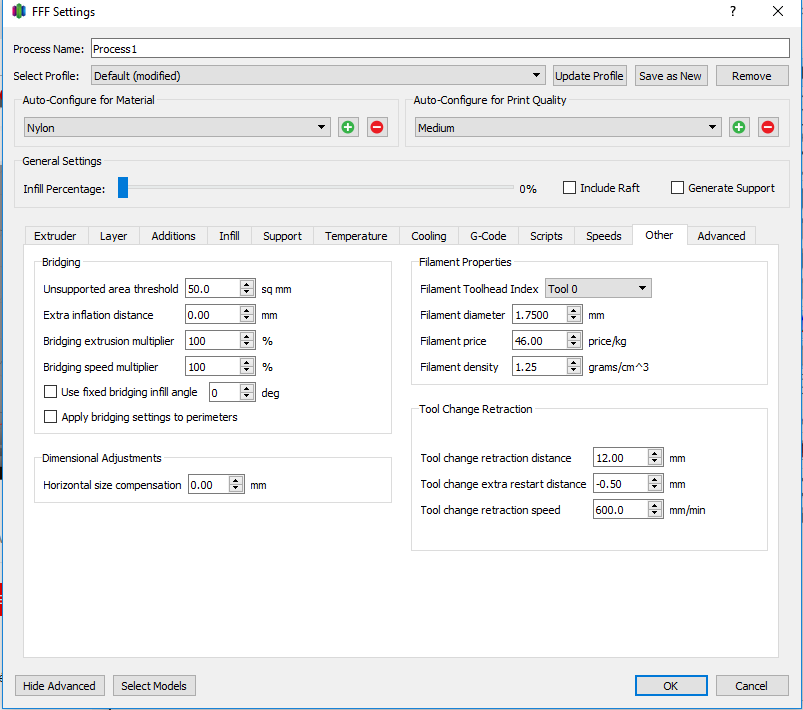 FFF Settings
?
Process Name: Process1
Select Profile: Default (modified) Update Profile Save as New Remove
Auto-Configure for Material
Nylon
Auto-Configure for Print Quality
Medium
General Settings
Infill Percentage: 0% Include Raft Generate Support
Extruder Layer Additions Infill Support Temperature Cooling G-Code Scripts Speeds Other Advanced
Bridging
Unsupported area threshold 50.0 sq mm
Extra inflation distance 0.00 mm
Bridging extrusion multiplier 100 %
Bridging speed multiplier 100 %
Use fixed bridging infill angle 0 deg
Apply bridging settings to perimeters
Dimensional Adjustments
Horizontal size compensation 0.00 mm
Filament Properties
Filament Toolhead Index Tool 0
Filament diameter 1.7500 mm
Filament price 46.00 price/kg
Filament density 1.25 grams/cm^3
Tool Change Retraction
Tool change retraction distance 12.00 mm
Tool change extra restart distance -0.50 mm
Tool change retraction speed 600.0 mm/min
Hide Advanced Select Models OK Cancel